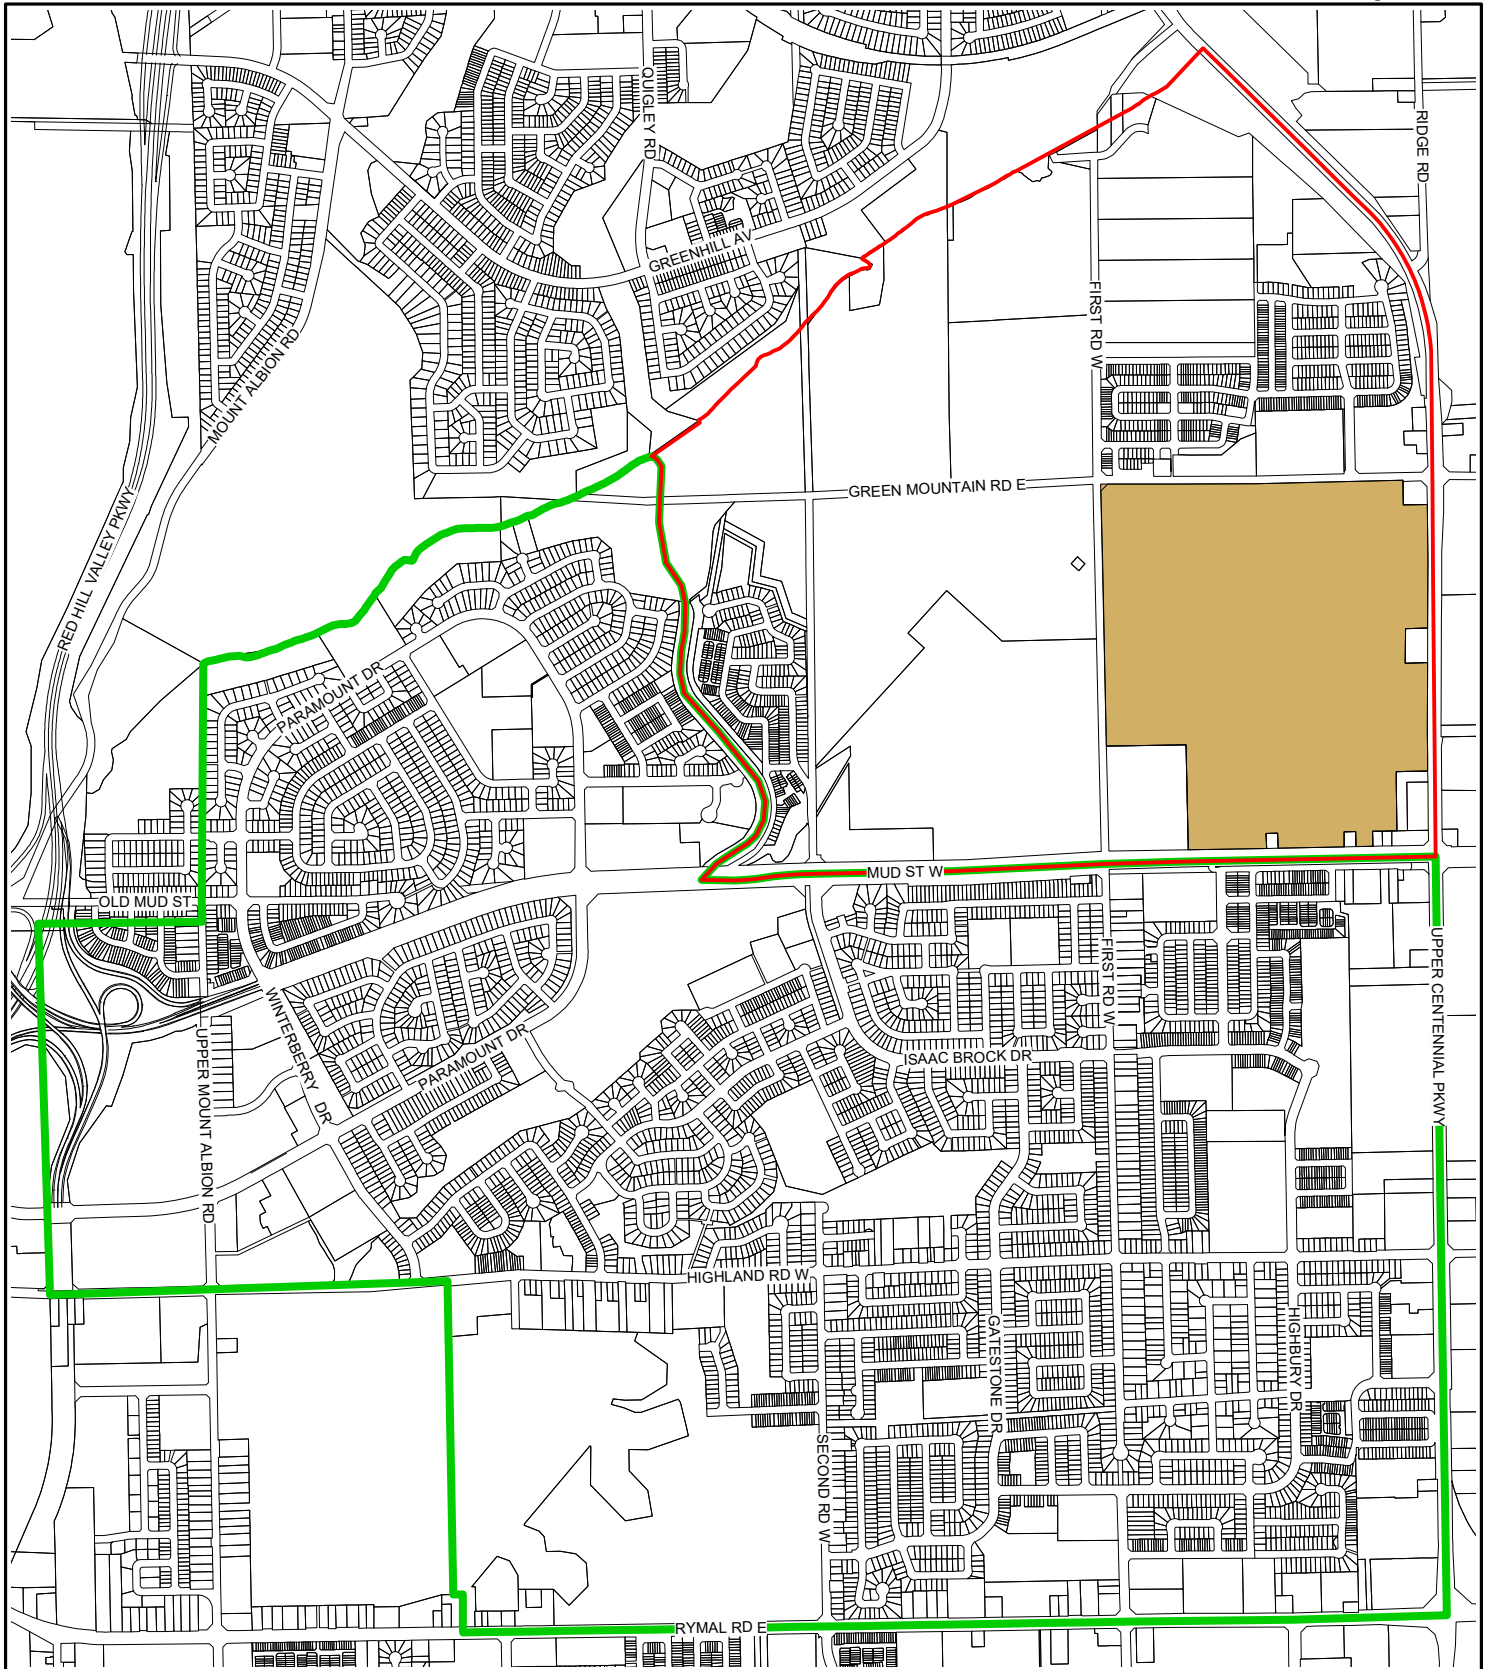 QUIGLEY RD
RIDGE RD
GREENHILL AV
FIRST RD W
MOUNT ALBION RD
GREEN MOUNTAIN RD E
RED HILL VALLEY PKWY
PARAMOUNT DR
MUD ST W
OLD MUD ST
UPPER CENTENNIAL PKWY
FIRST RD W
WINTERBERRY DR
UPPER MOUNT ALBION RD
PARAMOUNT DR
ISAAC BROCK DR
HIGHLAND RD W
GATESTONE DR
HIGHBURY DR
SECOND RD W
RYMAL RD E